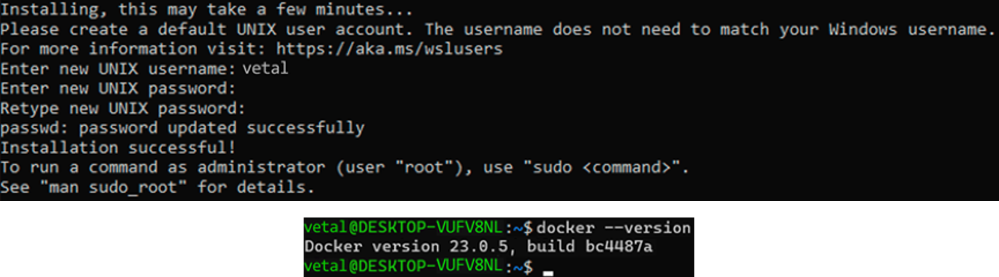 Installing, this may take a few minutes...
Please create a default UNIX user account. The username does not need to match your Windows username.
For more information visit: https://aka.ms/wslusers
Enter new UNIX username: vetal
Enter new UNIX password:
Retype new UNIX password:
passwd: password updated successfully
Installation successful!
To run a command as administrator (user "root"), use "sudo <command>".
See "man sudo_root" for details.
vetal@DESKTOP-VUFV8NL:~$ docker --version
Docker version 23.0.5, build bc4487a
vetal@DESKTOP-VUFV8NL:~$